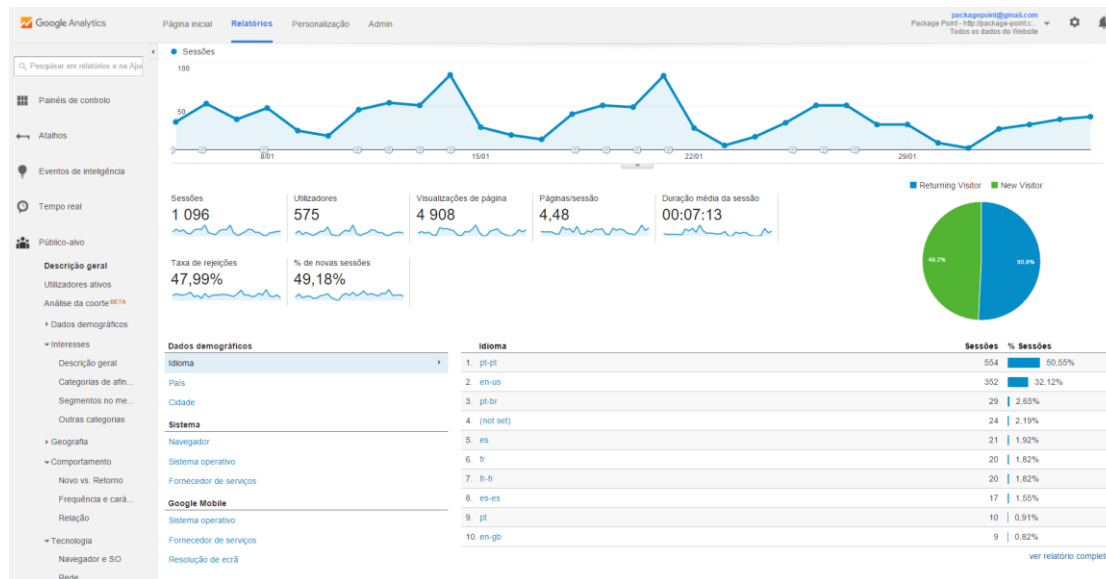 Google Analytics
Página inicial Relatórios Personalização Admin
packagepoint@gmail.com
Package Point - http://package-point.c...
Todos os dados do Website
Pesquisar em relatórios e na Ajud
Painéis de controlo
Atalhos
Eventos de inteligência
Tempo real
Público-alvo
Descrição geral
Utilizadores ativos
Análise da coorte BETA
Dados demográficos
Interesses
Descrição geral
Categorias de afin...
Segmentos no me...
Outras categorias
Geografia
Comportamento
Novo vs. Retorno
Frequência e cará...
Relação
Tecnologia
Navegador e SO
Rede
Sessões
100
50
8/01 15/01 22/01 29/01
Sessões
1 096
Utilizadores
575
Visualizações de página
4 908
Páginas/sessão
4,48
Duração média da sessão
00:07:13
Taxa de rejeições
47,99%
% de novas sessões
49,18%
Returning Visitor New Visitor
49,2%
50,8%
Dados demográficos
Idioma
País
Cidade
Sistema
Navegador
Sistema operativo
Fornecedor de serviços
Google Mobile
Sistema operativo
Fornecedor de serviços
Resolução de ecrã
Idioma Sessões % Sessões
1. pt-pt 554 50,55%
2. en-us 352 32,12%
3. pt-br 29 2,65%
4. (not set) 24 2,19%
5. es 21 1,92%
6. fr 20 1,82%
7. fr-fr 20 1,82%
8. es-es 17 1,55%
9. pt 10 0,91%
10. en-gb 9 0,82%
ver relatório complet